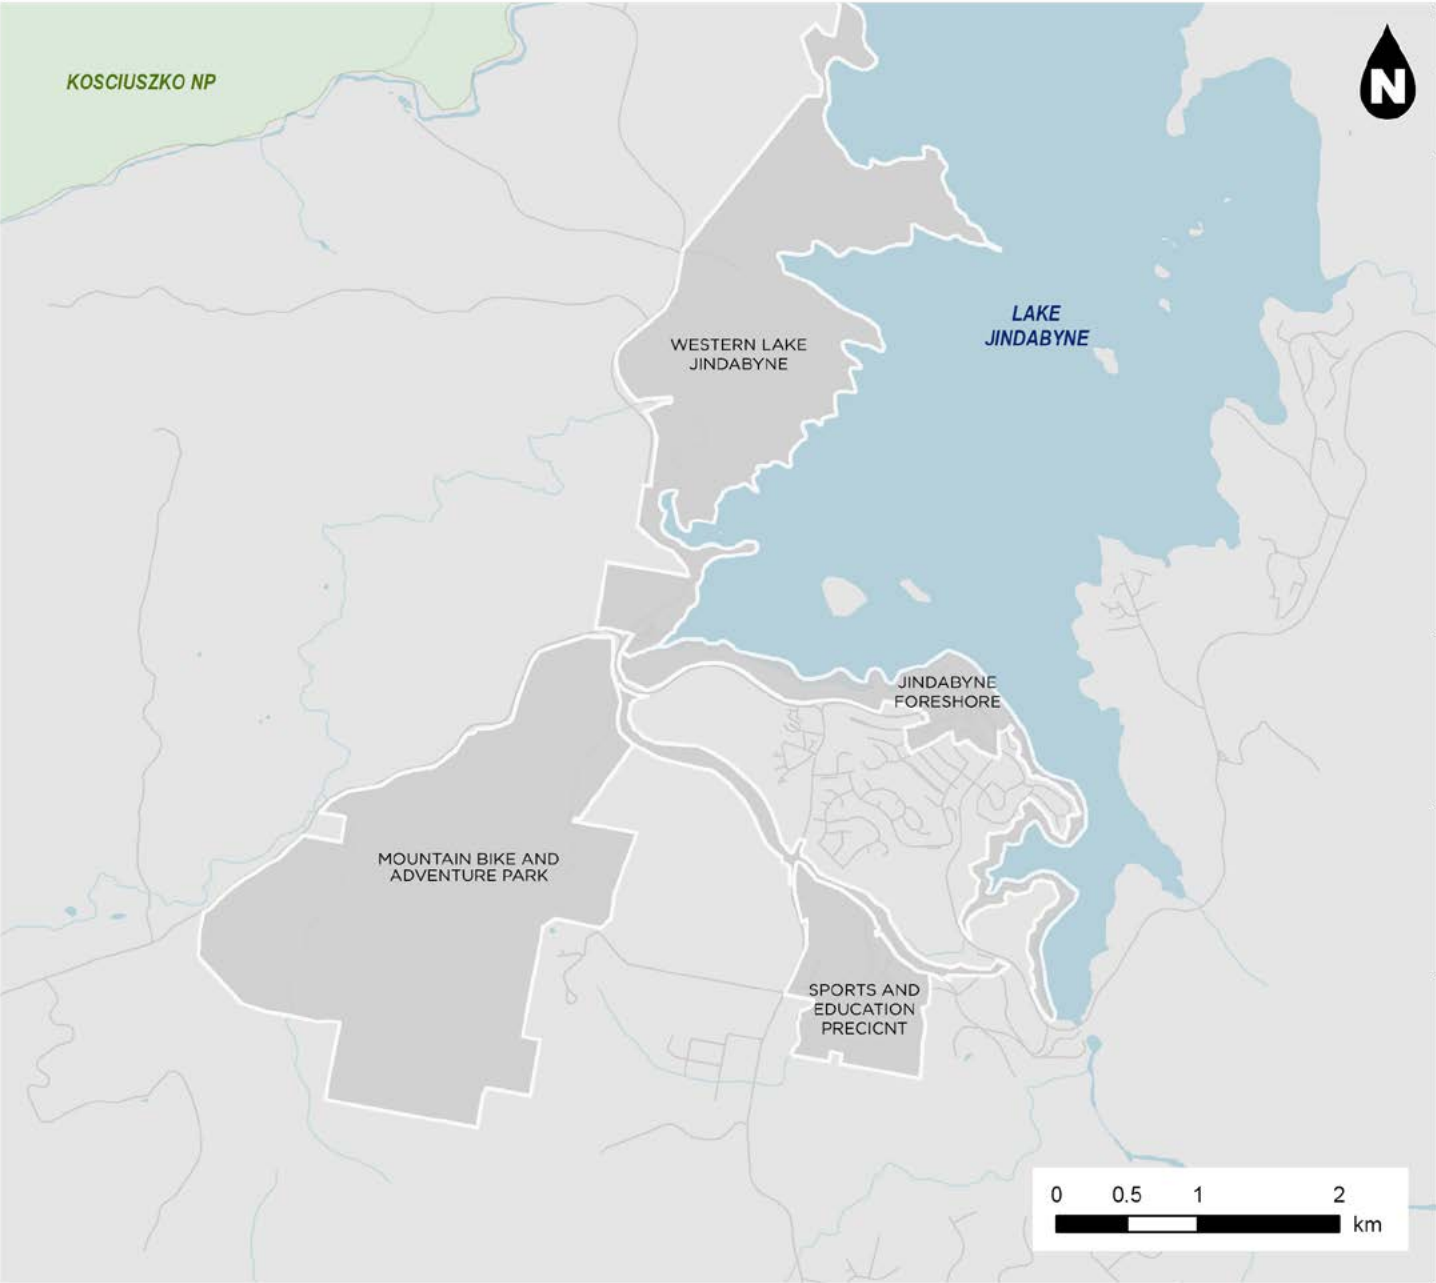 KOSCIUSZKO NP
N
LAKE
JINDABYNE
WESTERN LAKE
JINDABYNE
JINDABYNE
FORESHORE
MOUNTAIN BIKE AND
ADVENTURE PARK
SPORTS AND
EDUCATION
PRECICNT
0 0.5 1 2
km